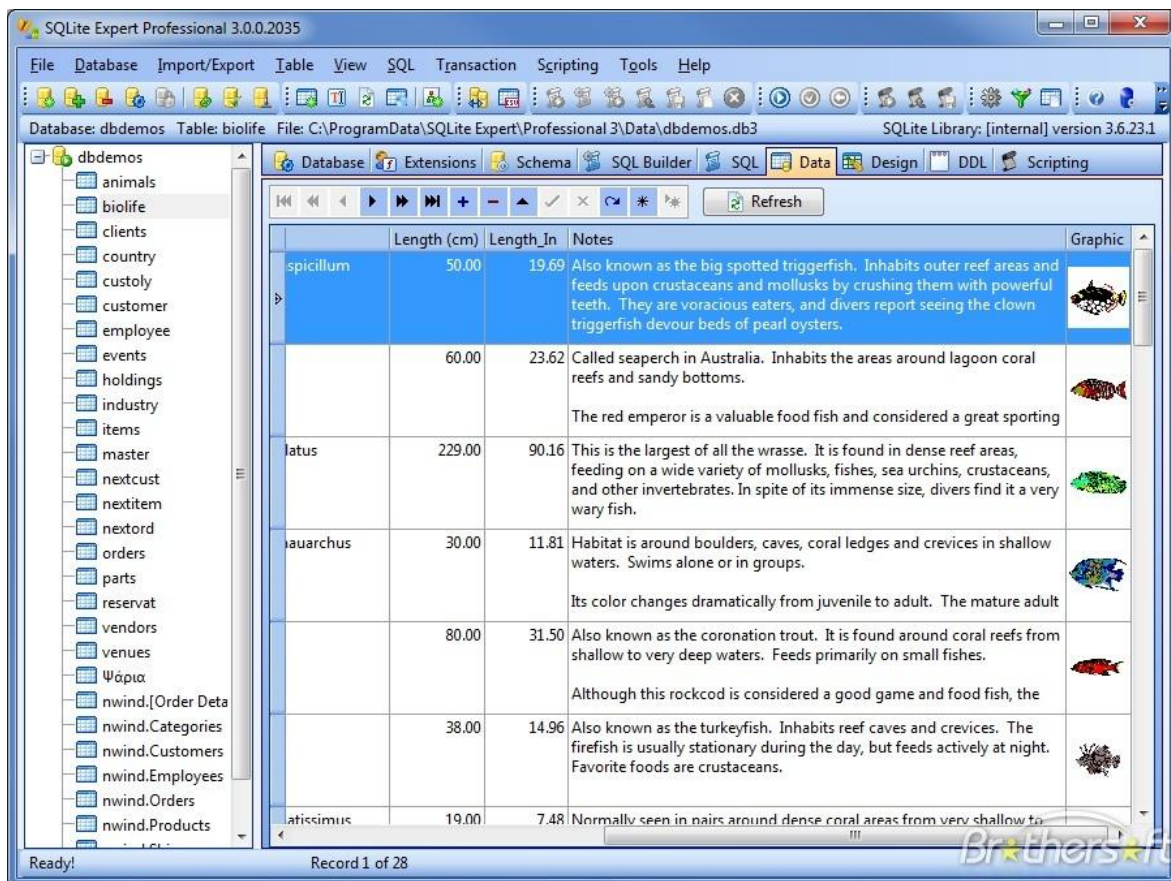 SQLite Expert Professional 3.0.0.2035
File Database Import/Export Table View SQL Transaction Scripting Tools Help
Database: dbdemos Table: biolife File: C:\ProgramData\SQLite Expert\Professional 3\Data\dbdemos.db3 SQLite Library: [internal] version 3.6.23.1
dbdemos
animals
biolife
clients
country
custoly
customer
employee
events
holdings
industry
items
master
nextcust
nextitem
nextord
orders
parts
reservat
vendors
venues
Ψάρια
nwind.[Order Deta
nwind.Categories
nwind.Customers
nwind.Employees
nwind.Orders
nwind.Products
Database Extensions Schema SQL Builder SQL Data Design DDL Scripting
Refresh
Length (cm) Length_In Notes Graphic
spicillum 50.00 19.69 Also known as the big spotted triggerfish. Inhabits outer reef areas and
feeds upon crustaceans and mollusks by crushing them with powerful
teeth. They are voracious eaters, and divers report seeing the clown
triggerfish devour beds of pearl oysters.
60.00 23.62 Called seaperch in Australia. Inhabits the areas around lagoon coral
reefs and sandy bottoms.
The red emperor is a valuable food fish and considered a great sporting
latus 229.00 90.16 This is the largest of all the wrasse. It is found in dense reef areas,
feeding on a wide variety of mollusks, fishes, sea urchins, crustaceans,
and other invertebrates. In spite of its immense size, divers find it a very
wary fish.
nauarchus 30.00 11.81 Habitat is around boulders, caves, coral ledges and crevices in shallow
waters. Swims alone or in groups.
Its color changes dramatically from juvenile to adult. The mature adult
80.00 31.50 Also known as the coronation trout. It is found around coral reefs from
shallow to very deep waters. Feeds primarily on small fishes.
Although this rockcod is considered a good game and food fish, the
38.00 14.96 Also known as the turkeyfish. Inhabits reef caves and crevices. The
firefish is usually stationary during the day, but feeds actively at night.
Favorite foods are crustaceans.
atissimus 19.00 7.48 Normally seen in pairs around dense coral areas from very shallow to
Ready! Record 1 of 28
Brothersoft